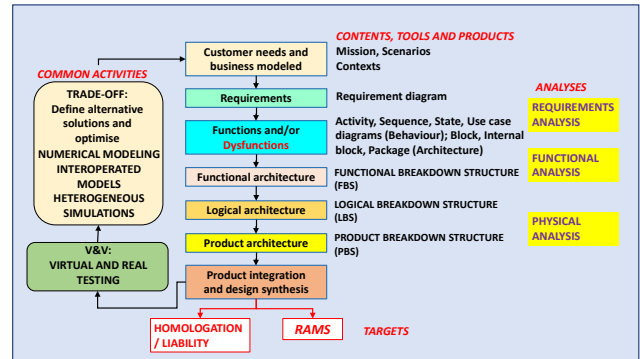 CONTENTS, TOOLS AND PRODUCTS
Customer needs and
business modeled
Mission, Scenarios
Contexts
COMMON ACTIVITIES
TRADE-OFF:
Define alternative
solutions and
optimise
NUMERICAL MODELING
INTEROPERATED
MODELS
HETEROGENEOUS
SIMULATIONS
V&V:
VIRTUAL AND REAL
TESTING
Requirements
Requirement diagram
Functions and/or
Dysfunctions
Activity, Sequence, State, Use case
diagrams (Behaviour); Block, Internal
block, Package (Architecture)
Functional architecture
FUNCTIONAL BREAKDOWN STRUCTURE
(FBS)
Logical architecture
LOGICAL BREAKDOWN STRUCTURE
(LBS)
Product architecture
PRODUCT BREAKDOWN STRUCTURE
(PBS)
Product integration
and design synthesis
ANALYSES
REQUIREMENTS
ANALYSIS
FUNCTIONAL
ANALYSIS
PHYSICAL
ANALYSIS
HOMOLOGATION
/ LIABILITY
RAMS
TARGETS